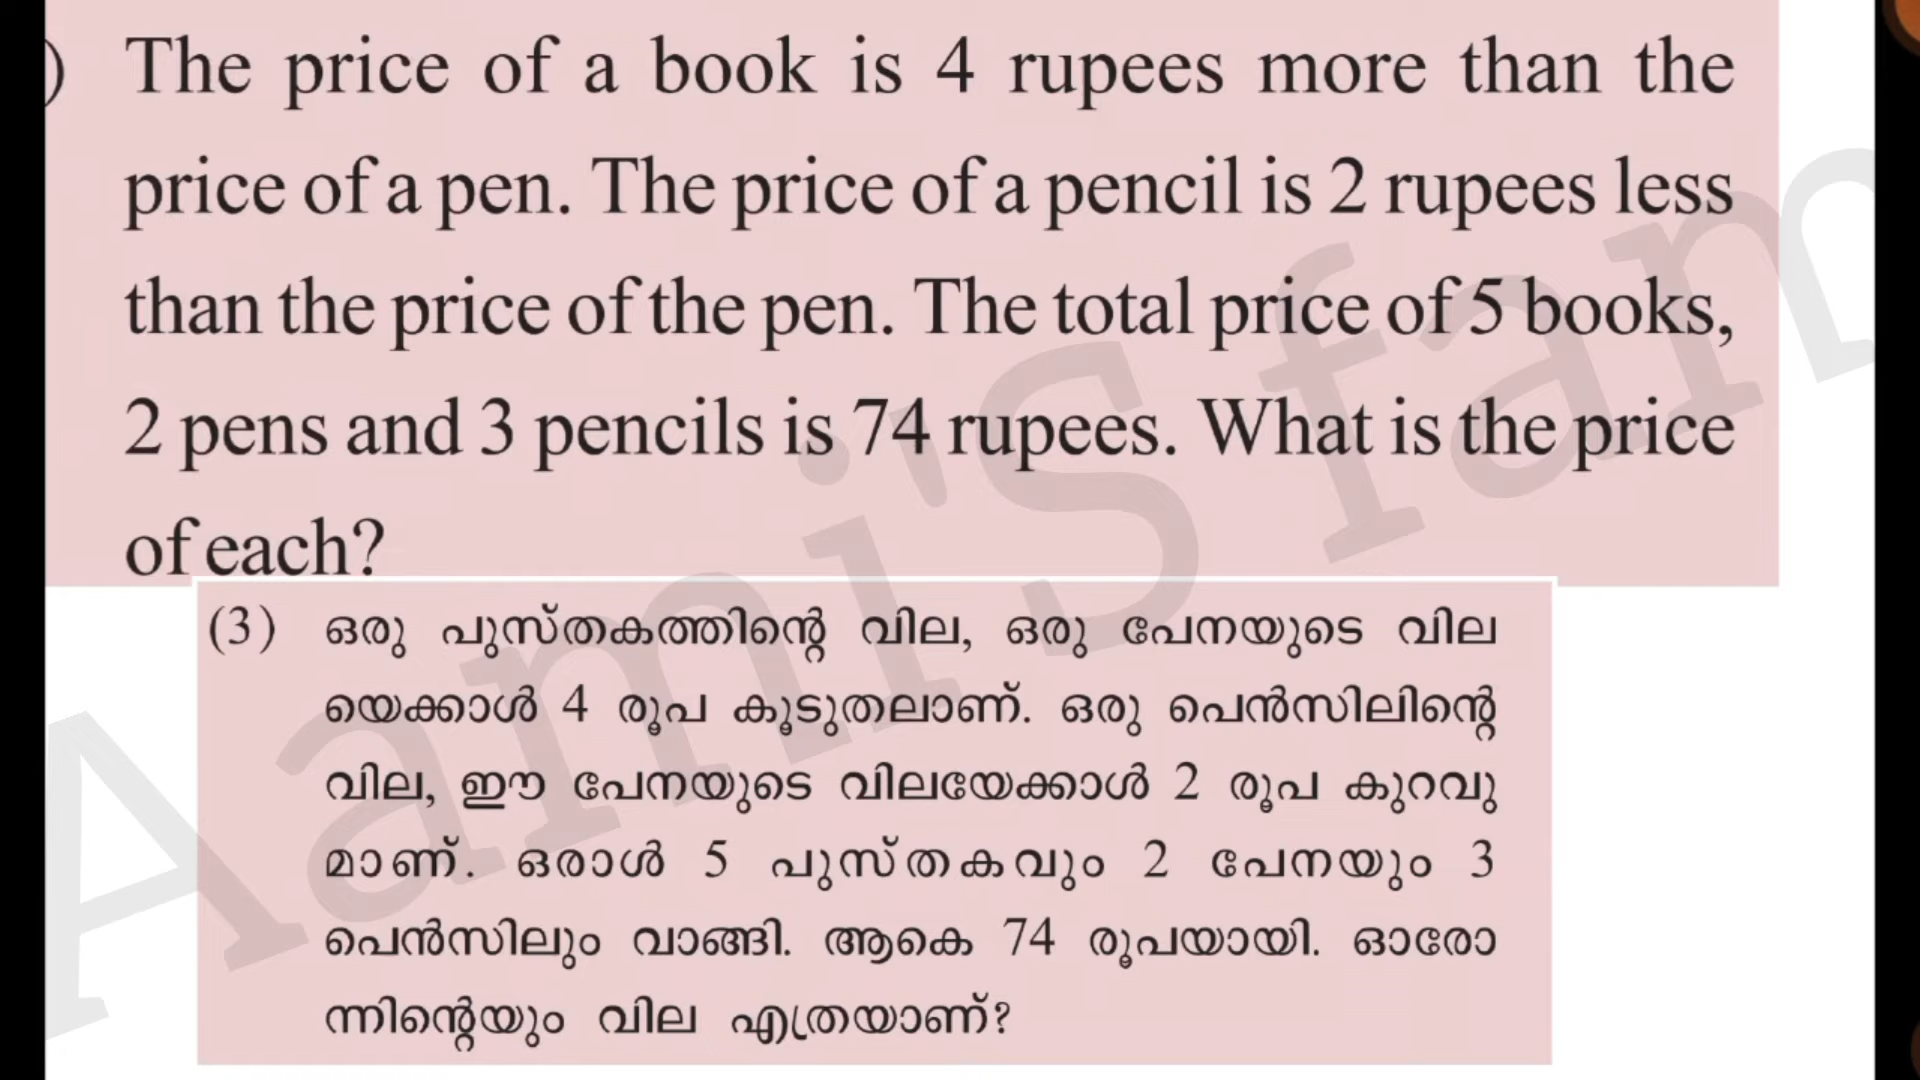 ) The price of a book is 4 rupees more than the
price of a pen. The price of a pencil is 2 rupees less
than the price of the pen. The total price of 5 books,
2 pens and 3 pencils is 74 rupees. What is the price
of each?
(3) ഒരു പുസ്തകത്തിന്റെ വില, ഒരു പേനയുടെ വില
യെക്കാൾ 4 രൂപ കൂടുതലാണ്. ഒരു പെൻസിലിന്റെ
വില, ഈ പേനയുടെ വിലയേക്കാൾ 2 രൂപ കുറവു
മാണ്. ഒരാൾ 5 പുസ്തകവും 2 പേനയും 3
പെൻസിലും വാങ്ങി. ആകെ 74 രൂപയായി. ഓരോ
ന്നിന്റെയും വില എത്രയാണ്?
Aami'S fam